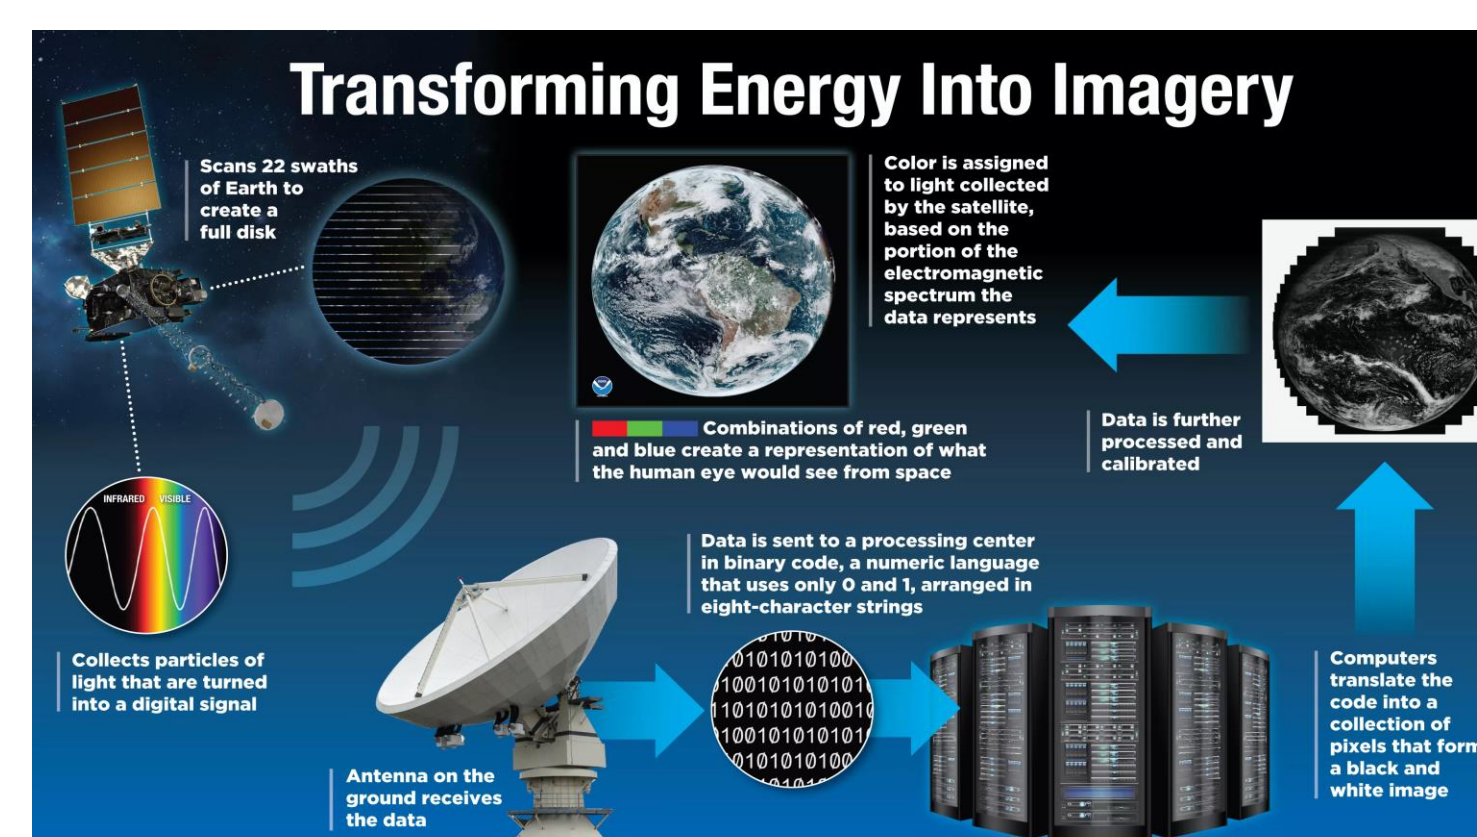 Transforming Energy Into Imagery
Scans 22 swaths
of Earth to
create a
full disk
INFRARED VISIBLE
Collects particles of
light that are turned
into a digital signal
Antenna on the
ground receives
the data
Data is sent to a processing center
in binary code, a numeric language
that uses only 0 and 1, arranged in
eight-character strings
0101010100
10010101010
1101010101001
10010101010
0101010100
Computers
translate the
code into a
collection of
pixels that form
a black and
white image
Data is further
processed and
calibrated
Color is assigned
to light collected
by the satellite,
based on the
portion of the
electromagnetic
spectrum the
data represents
Combinations of red, green
and blue create a representation of what
the human eye would see from space